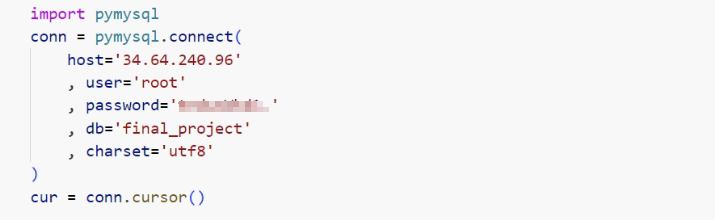 import pymysql
conn = pymysql.connect(
host='34.64.240.96'
, user='root'
, password=' '
, db='final_project'
, charset='utf8'
)
cur = conn.cursor()